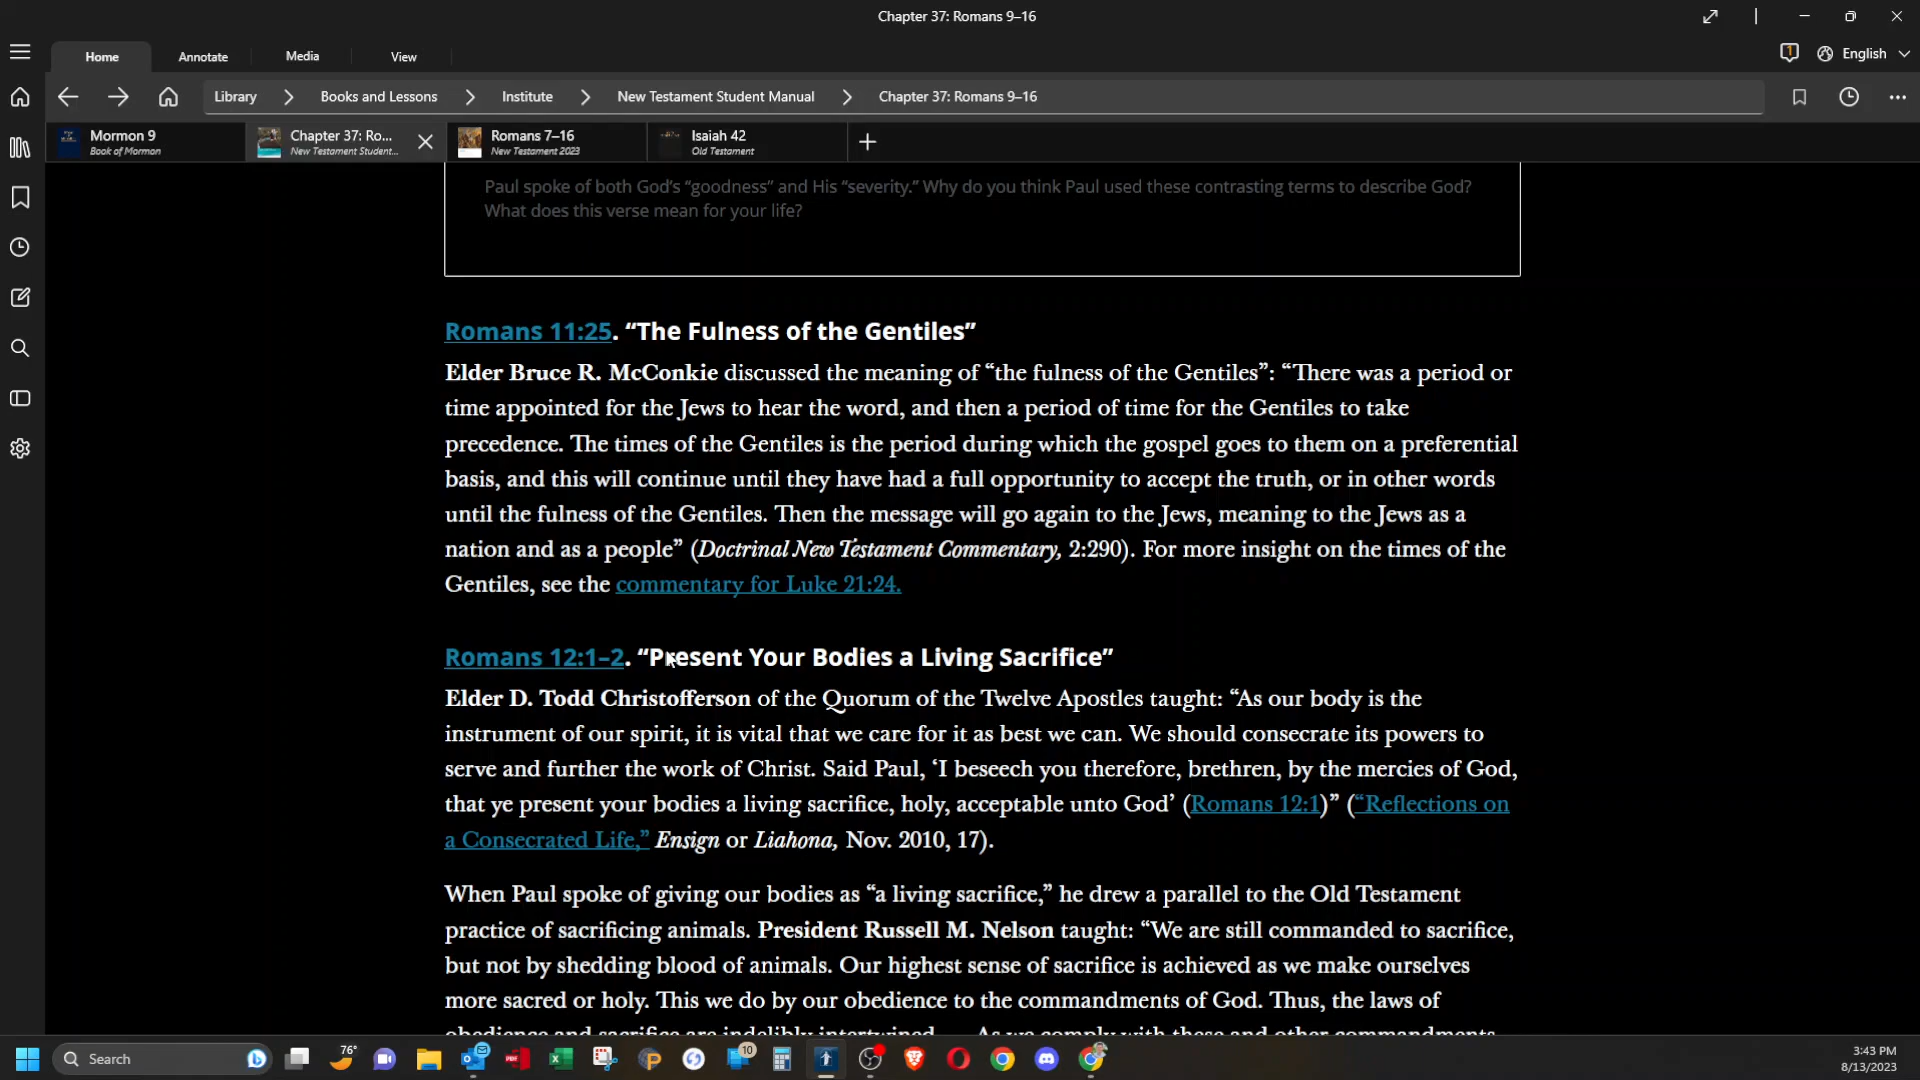 Chapter 37: Romans 9–16
Home
Annotate
Media
View
1
English
Library
Books and Lessons
Institute
New Testament Student Manual
Chapter 37: Romans 9–16
Mormon 9
Book of Mormon
Chapter 37: Ro...
New Testament Student...
Romans 7–16
New Testament 2023
Isaiah 42
Old Testament
Paul spoke of both God’s “goodness” and His “severity.” Why do you think Paul used these contrasting terms to describe God?
What does this verse mean for your life?
Romans 11:25. “The Fulness of the Gentiles”
Elder Bruce R. McConkie discussed the meaning of “the fulness of the Gentiles”: “There was a period or
time appointed for the Jews to hear the word, and then a period of time for the Gentiles to take
precedence. The times of the Gentiles is the period during which the gospel goes to them on a preferential
basis, and this will continue until they have had a full opportunity to accept the truth, or in other words
until the fulness of the Gentiles. Then the message will go again to the Jews, meaning to the Jews as a
nation and as a people” (Doctrinal New Testament Commentary, 2:290). For more insight on the times of the
Gentiles, see the commentary for Luke 21:24.
Romans 12:1–2. “Present Your Bodies a Living Sacrifice”
Elder D. Todd Christofferson of the Quorum of the Twelve Apostles taught: “As our body is the
instrument of our spirit, it is vital that we care for it as best we can. We should consecrate its powers to
serve and further the work of Christ. Said Paul, ‘I beseech you therefore, brethren, by the mercies of God,
that ye present your bodies a living sacrifice, holy, acceptable unto God’ (Romans 12:1)” (“Reflections on
a Consecrated Life,” Ensign or Liahona, Nov. 2010, 17).
When Paul spoke of giving our bodies as “a living sacrifice,” he drew a parallel to the Old Testament
practice of sacrificing animals. President Russell M. Nelson taught: “We are still commanded to sacrifice,
but not by shedding blood of animals. Our highest sense of sacrifice is achieved as we make ourselves
more sacred or holy. This we do by our obedience to the commandments of God. Thus, the laws of
obedience and sacrifice are indelibly intertwined. . . . As we comply with these and other commandments,
Search
76°
10
3:43 PM
8/13/2023